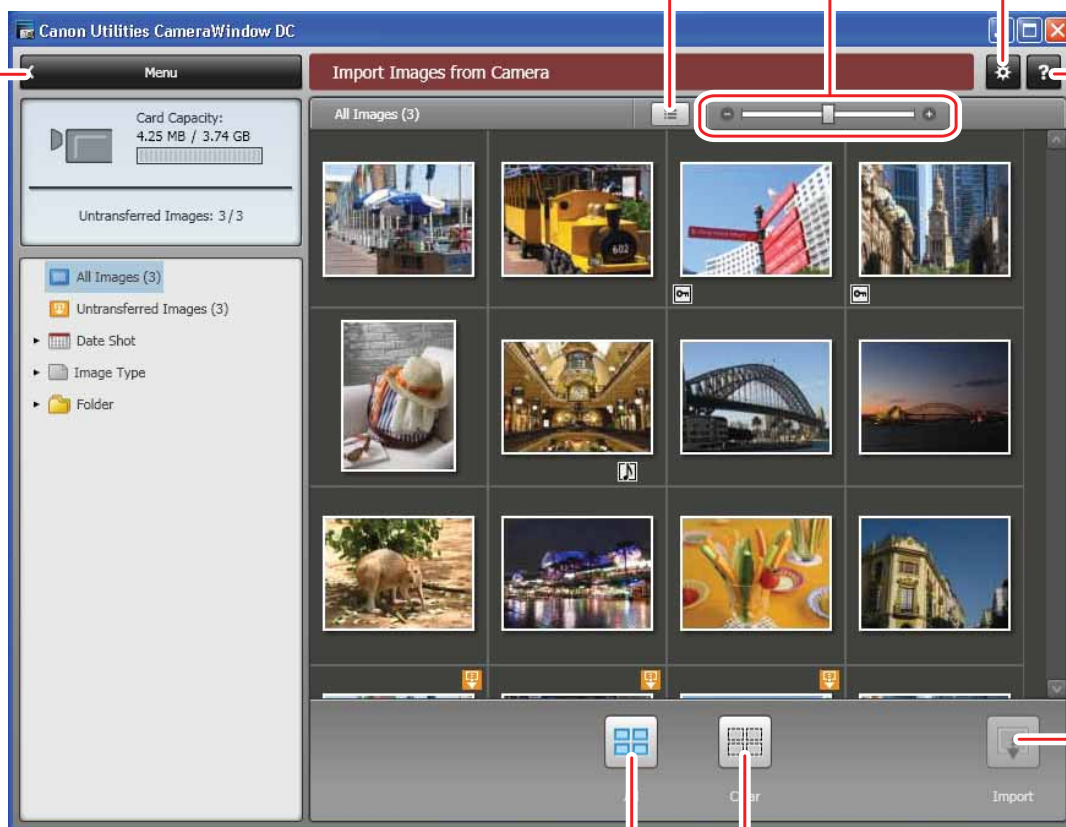 Canon Utilities CameraWindow DC
Menu
Import Images from Camera
?
Card Capacity:
4.25 MB / 3.74 GB
Untransferred Images: 3/3
All Images (3)
All Images (3)
Untransferred Images (3)
Date Shot
Image Type
Folder
602
Import